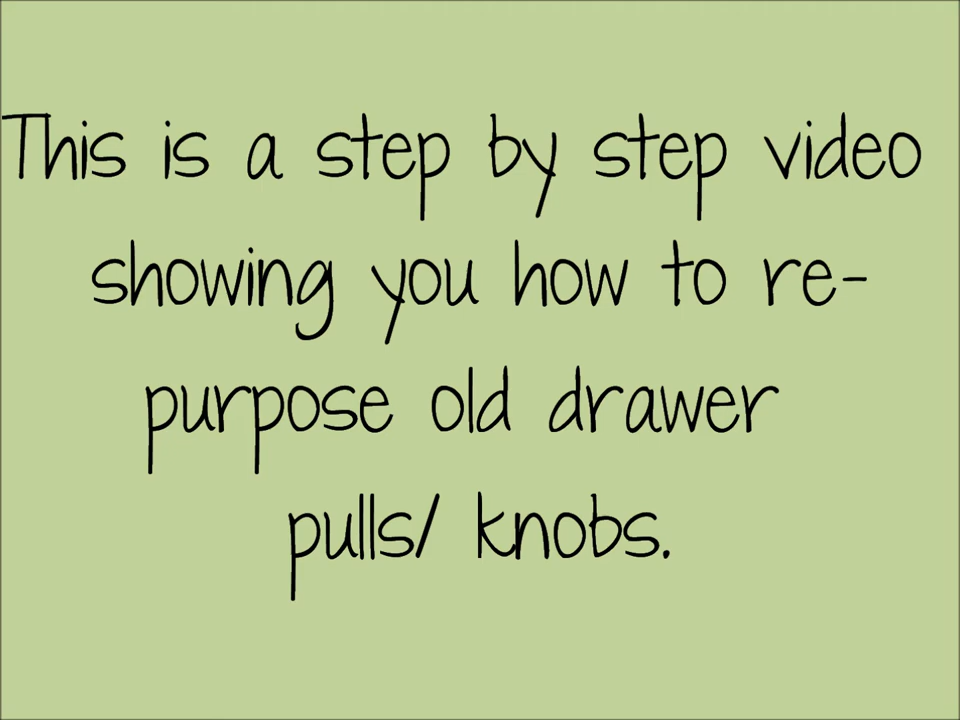 This is a step by step video
showing you how to re-
purpose old drawer
pulls/ knobs.